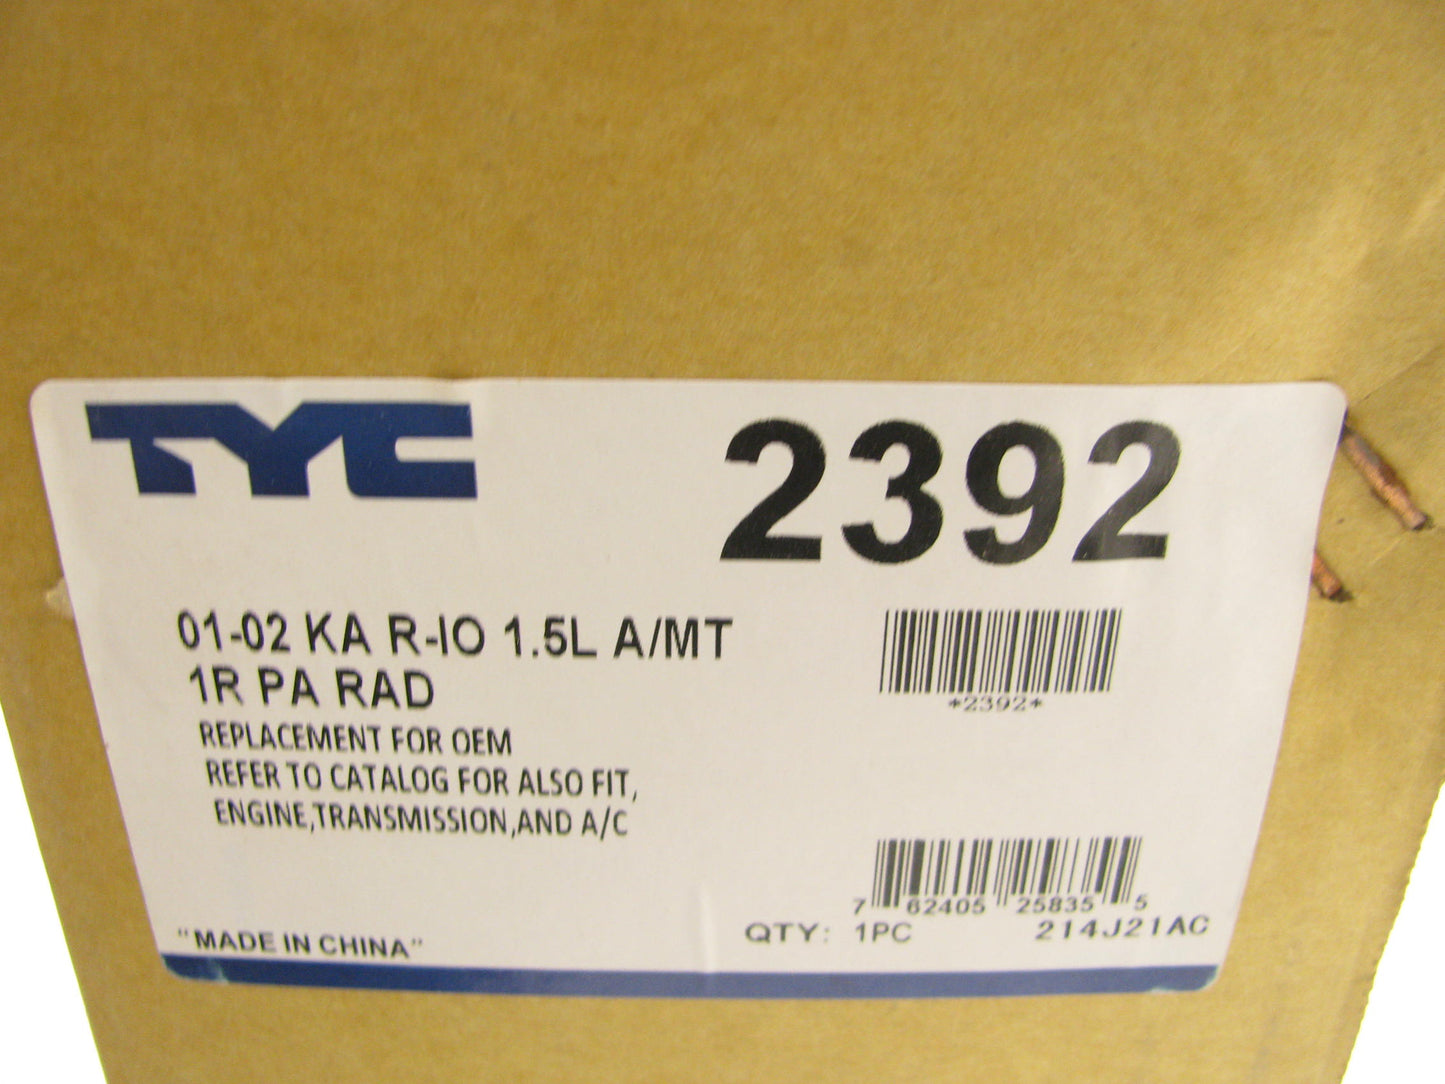 TYC
2392
01-02 KA R-IO 1.5L A/MT
1R PA RAD
REPLACEMENT FOR OEM
REFER TO CATALOG FOR ALSO FIT,
ENGINE,TRANSMISSION,AND A/C
*2392*
7 62405 25835 5
QTY: 1PC 214J21AC
"MADE IN CHINA"